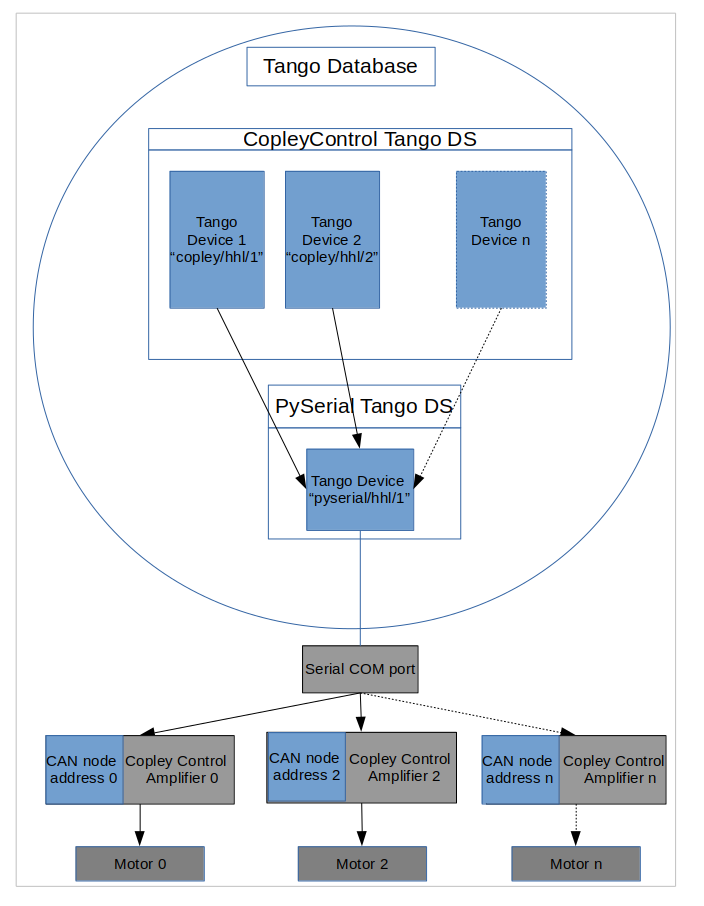 Tango Database
CopleyControl Tango DS
Tango
Device 1
“copley/hhl/1”
Tango
Device 2
“copley/hhl/2”
Tango
Device n
PySerial Tango DS
Tango Device
“pyserial/hhl/1”
Serial COM port
CAN node
address 0
Copley Control
Amplifier 0
CAN node
address 2
Copley Control
Amplifier 2
CAN node
address n
Copley Control
Amplifier n
Motor 0
Motor 2
Motor n